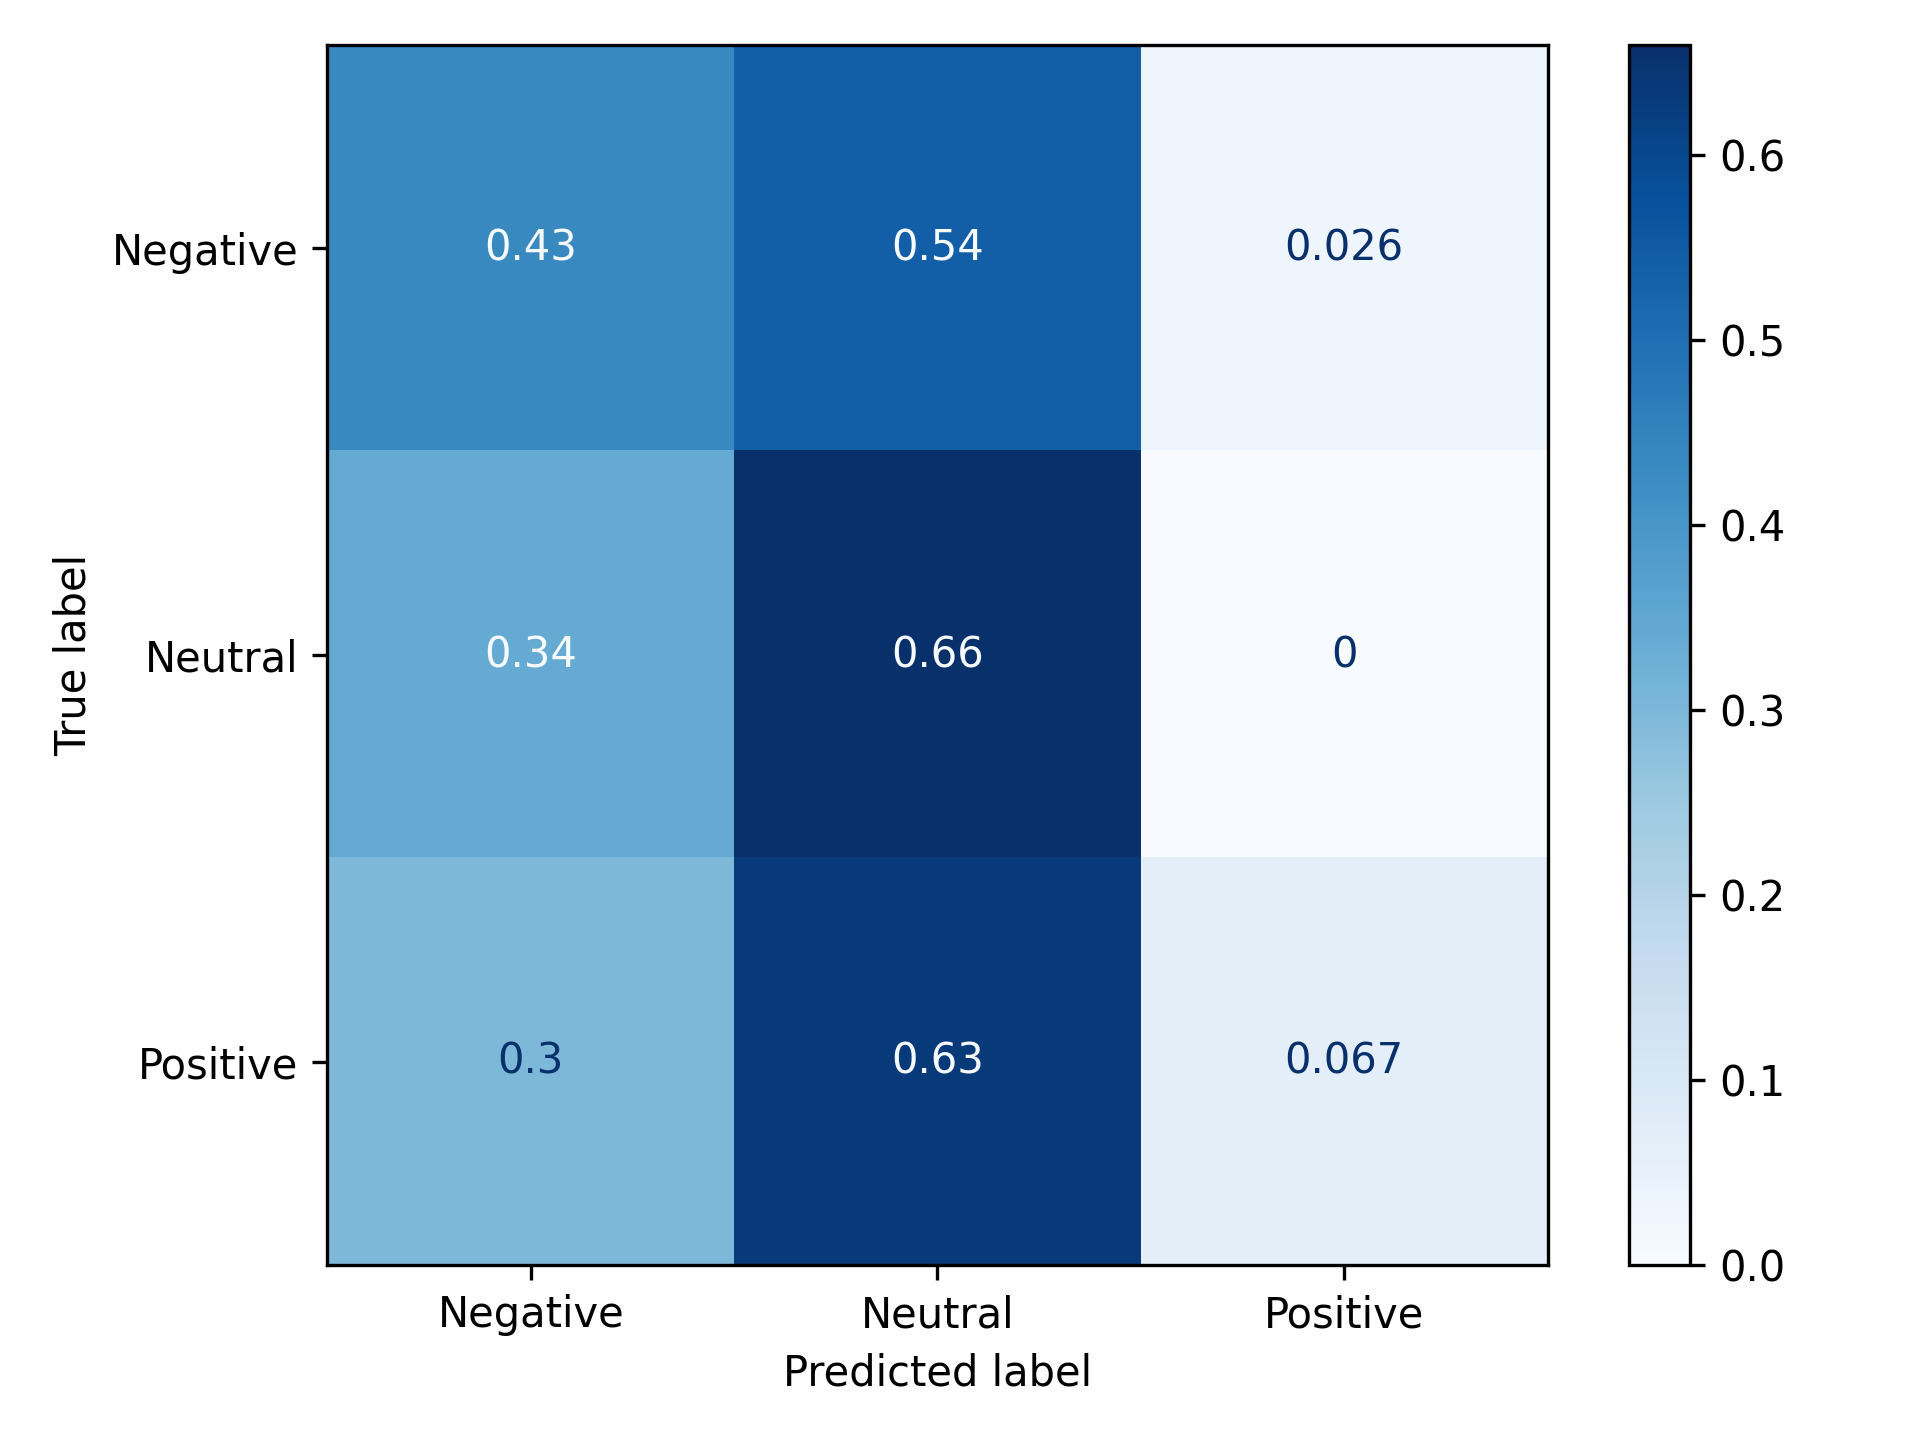 Negative 0.43 0.54 0.026
Neutral 0.34 0.66 0
Positive 0.3 0.63 0.067
Negative Neutral Positive
Predicted label
True label
0.6
0.5
0.4
0.3
0.2
0.1
0.0